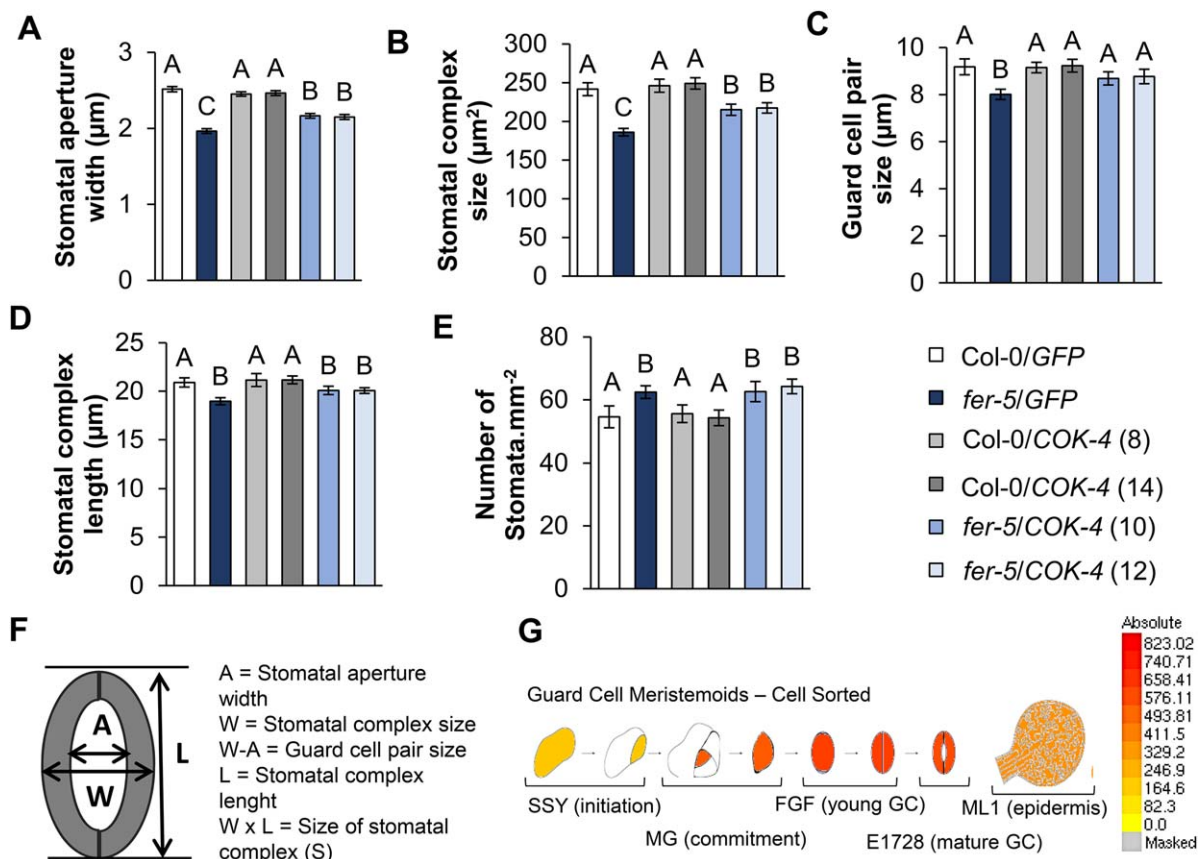 A
Stomatal aperture
width (µm)
3
2
1
0
A
C
A
A
B
B
B
Stomatal complex
size (µm²)
300
250
200
150
100
50
0
A
C
A
A
B
B
C
Guard cell pair
size (µm)
10
8
6
4
2
0
A
B
A
A
A
A
D
Stomatal complex
length (µm)
25
20
15
10
5
0
A
B
A
A
B
B
E
Number of
Stomata.mm⁻²
80
60
40
20
0
A
B
A
A
B
B
Col-0/GFP
fer-5/GFP
Col-0/COK-4 (8)
Col-0/COK-4 (14)
fer-5/COK-4 (10)
fer-5/COK-4 (12)
F
A
W
L
A = Stomatal aperture
width
W = Stomatal complex size
W-A = Guard cell pair size
L = Stomatal complex
lenght
W x L = Size of stomatal
complex (S)
G
Guard Cell Meristemoids – Cell Sorted
SSY (initiation)
MG (commitment)
FGF (young GC)
E1728 (mature GC)
ML1 (epidermis)
Absolute
823.02
740.71
658.41
576.11
493.81
411.5
329.2
246.9
164.6
82.3
0.0
Masked